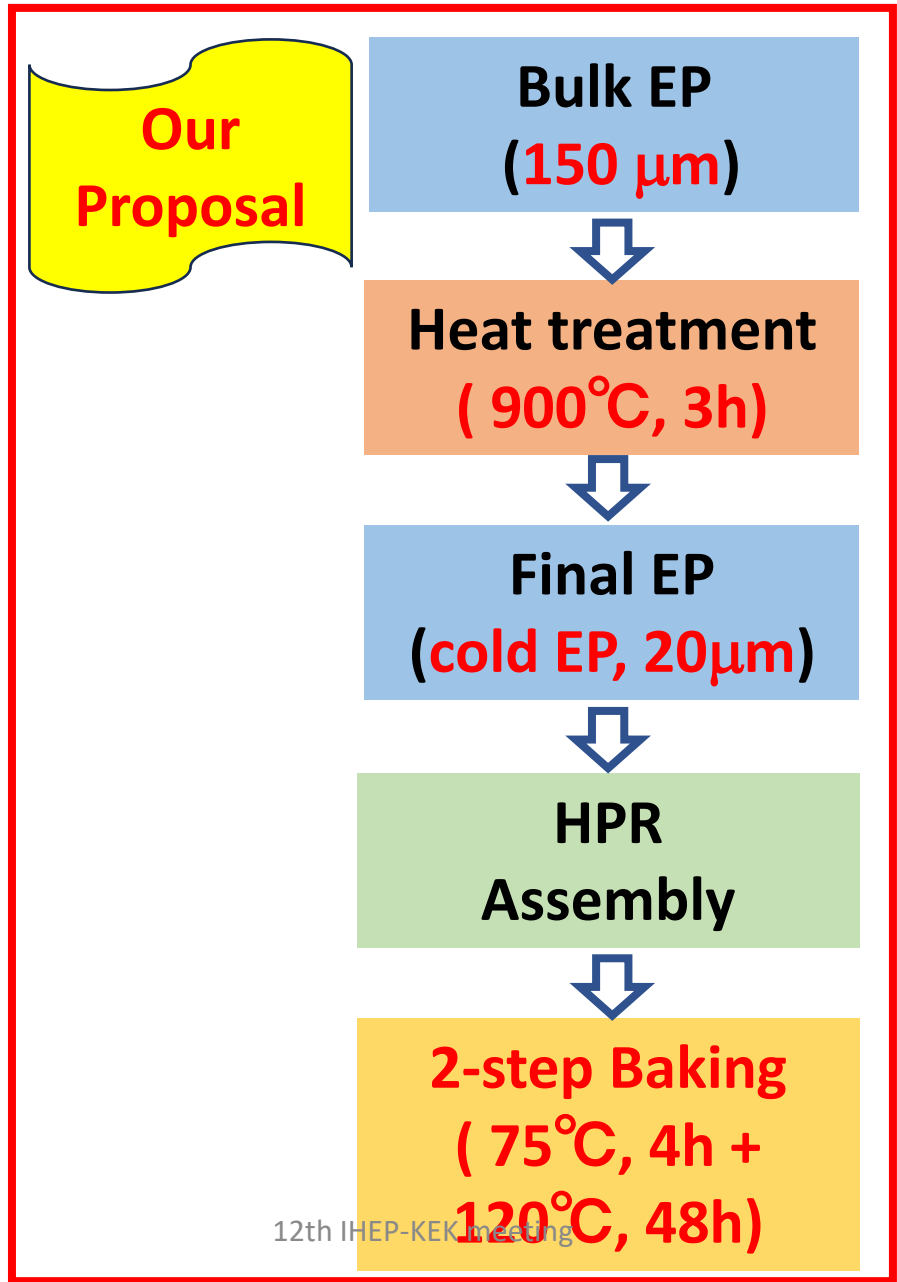 Our
Proposal
Bulk EP
(150 μm)
Heat treatment
( 900℃, 3h)
Final EP
(cold EP, 20μm)
HPR
Assembly
2-step Baking
( 75℃, 4h +
120℃, 48h)
12th IHEP-KEK meeting